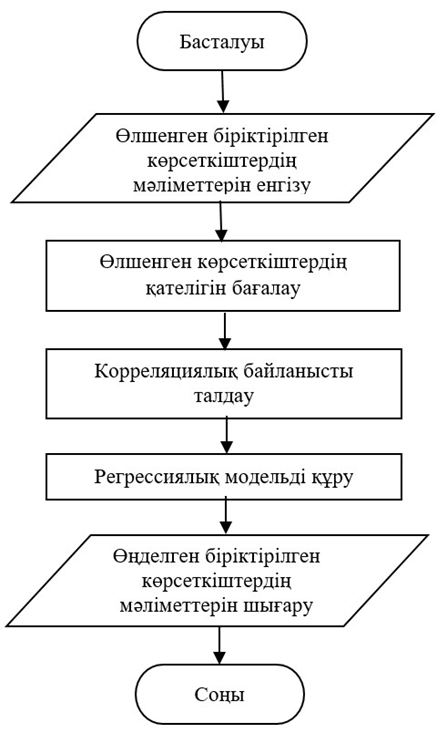 Басталуы
Өлшенген біріктірілген
көрсеткіштердің
мәліметтерін енгізу
Өлшенген көрсеткіштердің
қателігін бағалау
Корреляциялық байланысты
талдау
Регрессиялық модельді құру
Өңделген біріктірілген
көрсеткіштердің
мәліметтерін шығару
Соңы